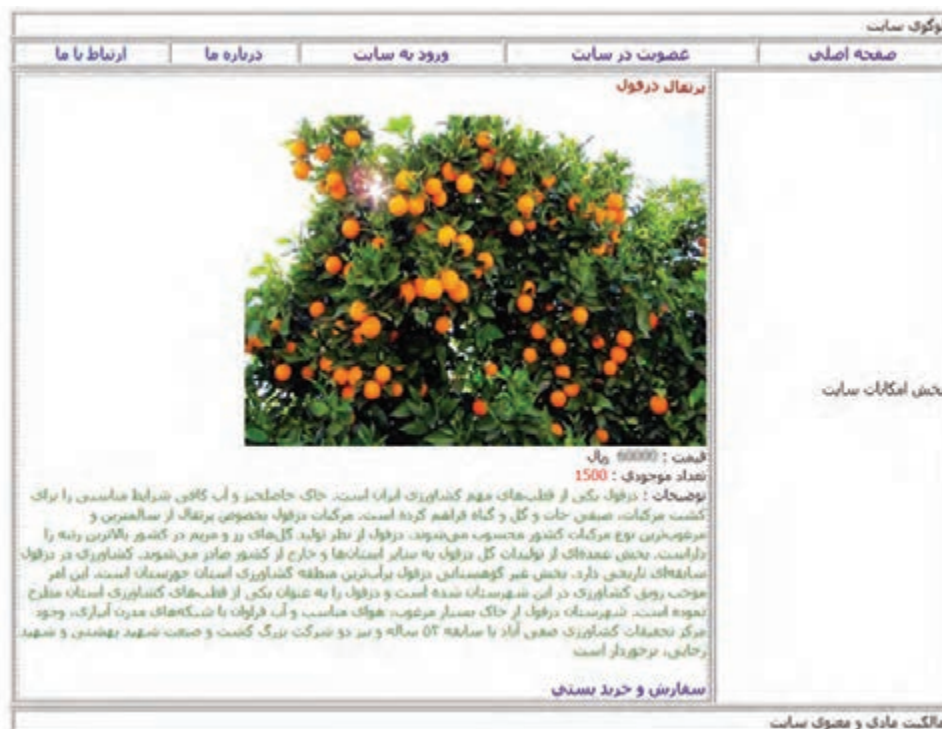 لوگوی سایت
صفحه اصلی
عضویت در سایت
ورود به سایت
درباره ما
ارتباط با ما
پرتقال دزفول
بخش امکانات سایت
قیمت : 60000 ریال
تعداد موجودی : 1500
توضیحات : دزفول یکی از قطب‌های مهم کشاورزی ایران است. خاک حاصلخیز و آب کافی شرایط مناسبی را برای
کشت مرکبات، صیفی جات و گل و گیاه فراهم کرده است. مرکبات دزفول بخصوص پرتقال از سالمترین و
مرغوب‌ترین نوع مرکبات کشور محسوب می‌شوند. دزفول از نظر تولید گل‌های رز و مریم در کشور بالاترین رتبه را
داراست. بخش عمده‌ای از تولیدات گل دزفول به سایر استان‌ها و خارج از کشور صادر می‌شوند. کشاورزی در دزفول
سابقه‌ای تاریخی دارد. بخش غیر کوهستانی دزفول پرآب‌ترین منطقه کشاورزی استان خوزستان است. این امر
موجب رونق کشاورزی در این شهرستان شده است و دزفول را به عنوان یکی از قطب‌های کشاورزی استان مطرح
نموده است. شهرستان دزفول از خاک بسیار مرغوب، هوای مناسب و آب فراوان با شبکه‌های مدرن آبیاری، وجود
مرکز تحقیقات کشاورزی صفی آباد با سابقه ۵۳ ساله و نیز دو شرکت بزرگ کشت و صنعت شهید بهشتی و شهید
رجایی، برخوردار است
سفارش و خرید پستی
مالکیت مادی و معنوی سایت